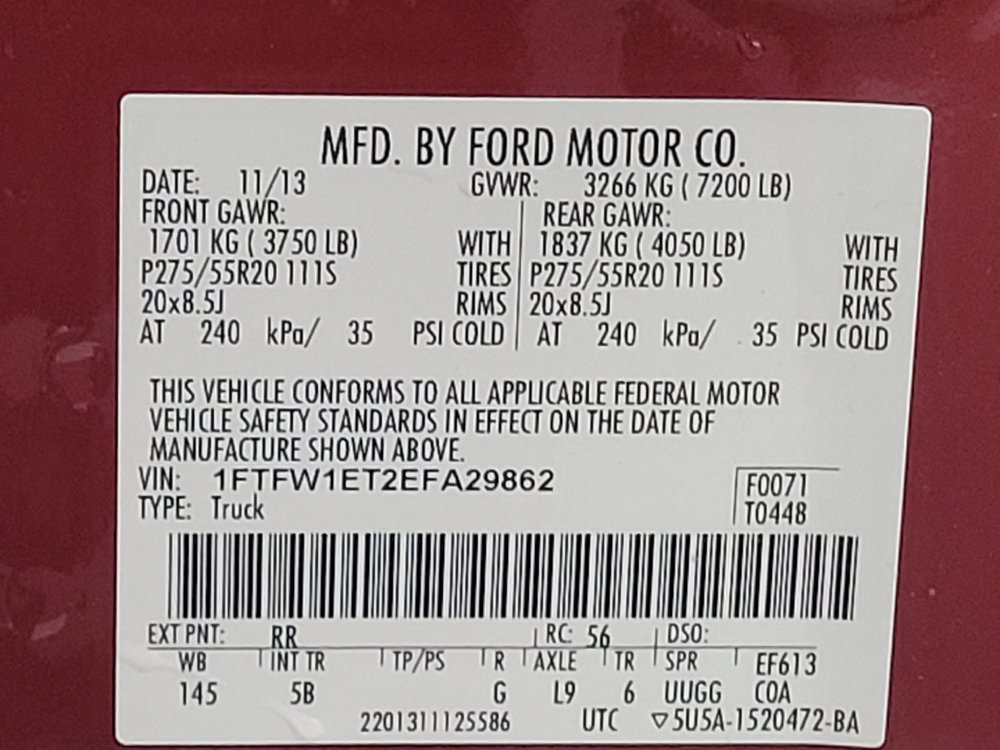 MFD. BY FORD MOTOR CO.
DATE: 11/13 GVWR: 3266 KG ( 7200 LB)
FRONT GAWR: REAR GAWR:
1701 KG ( 3750 LB) WITH 1837 KG ( 4050 LB) WITH
P275/55R20 111S TIRES P275/55R20 111S TIRES
20x8.5J RIMS 20x8.5J RIMS
AT 240 kPa/ 35 PSI COLD AT 240 kPa/ 35 PSI COLD
THIS VEHICLE CONFORMS TO ALL APPLICABLE FEDERAL MOTOR
VEHICLE SAFETY STANDARDS IN EFFECT ON THE DATE OF
MANUFACTURE SHOWN ABOVE.
VIN: 1FTFW1ET2EFA29862 F0071
TYPE: Truck T0448
EXT PNT: RR RC: 56 DSO:
WB INT TR TP/PS R AXLE TR SPR EF613
145 5B G L9 6 UUGG COA
2201311125586 UTC ▽5U5A-1520472-BA